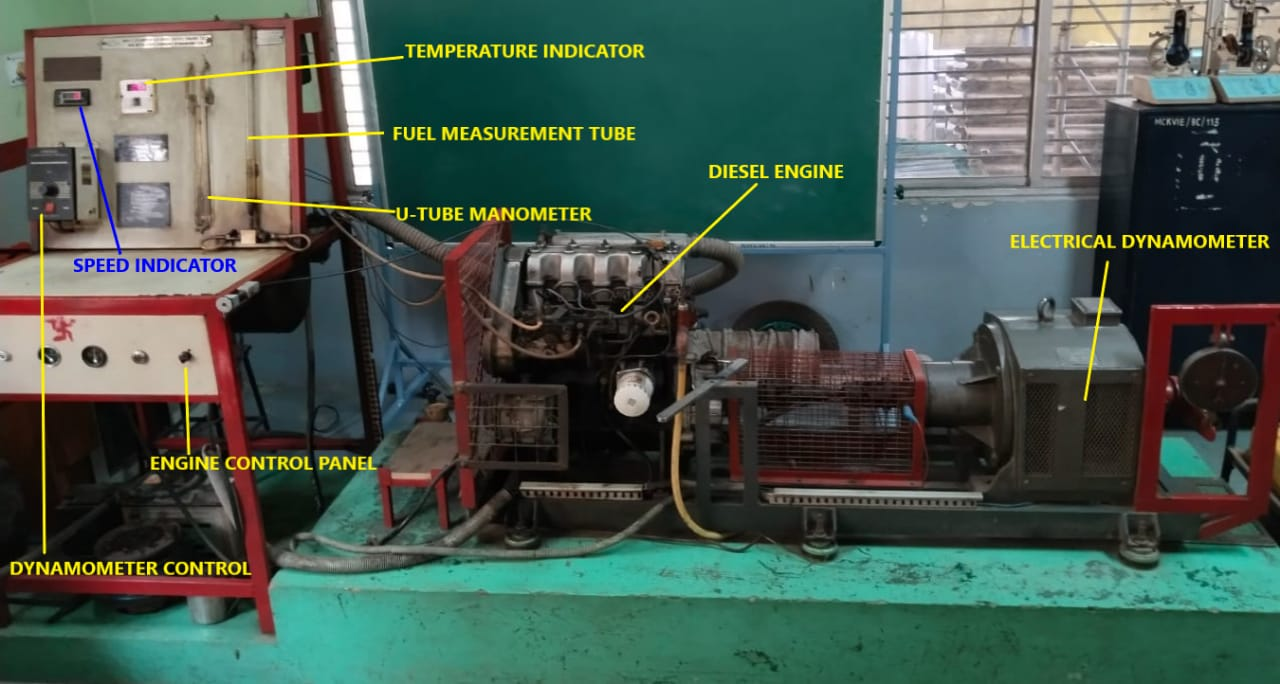 TEMPERATURE INDICATOR
FUEL MEASUREMENT TUBE
MCKVIE/BC/113
DIESEL ENGINE
U-TUBE MANOMETER
ELECTRICAL DYNAMOMETER
SPEED INDICATOR
ENGINE CONTROL PANEL
DYNAMOMETER CONTROL